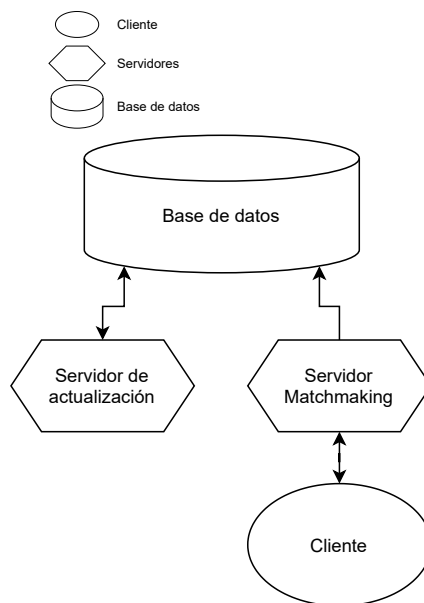 Cliente
Servidores
Base de datos
Base de datos
Servidor de
actualización
Servidor
Matchmaking
Cliente